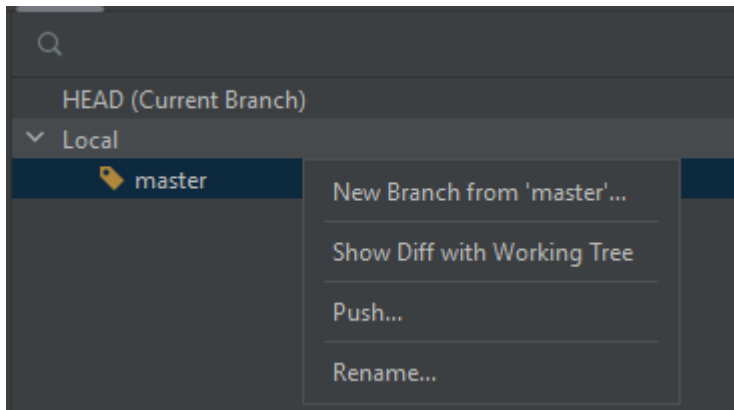 HEAD (Current Branch)
Local
master
New Branch from 'master'...
Show Diff with Working Tree
Push...
Rename...